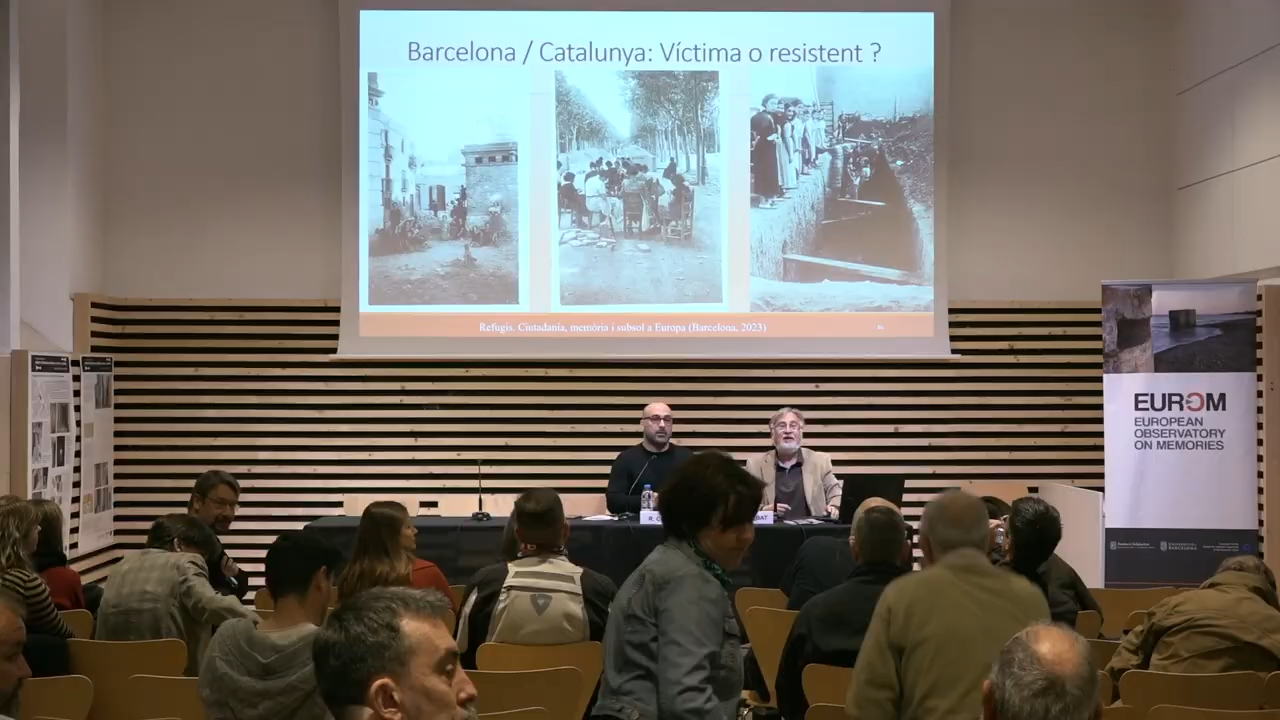 Barcelona / Catalunya: Víctima o resistent ?
Refugis. Ciutadania, memòria i subsol a Europa (Barcelona, 2023)
EUROM
EUROPEAN
OBSERVATORY
ON MEMORIES